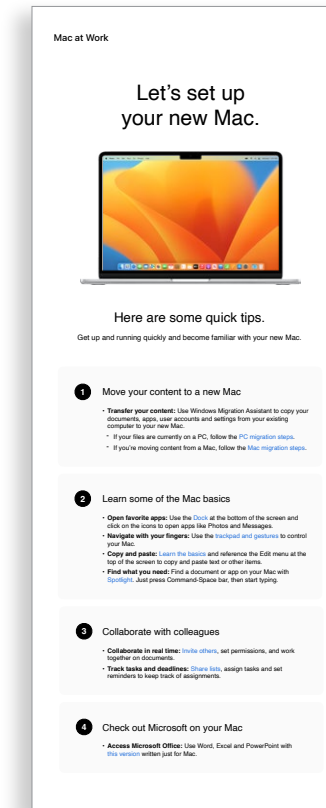 Mac at Work
Let’s set up
your new Mac.
Here are some quick tips.
Get up and running quickly and become familiar with your new Mac.
1 Move your content to a new Mac
• Transfer your content: Use Windows Migration Assistant to copy your
documents, apps, user accounts and settings from your existing
computer to your new Mac.
- If your files are currently on a PC, follow the PC migration steps.
- If you’re moving content from a Mac, follow the Mac migration steps.
2 Learn some of the Mac basics
• Open favorite apps: Use the Dock at the bottom of the screen and
click on the icons to open apps like Photos and Messages.
• Navigate with your fingers: Use the trackpad and gestures to control
your Mac.
• Copy and paste: Learn the basics and reference the Edit menu at the
top of the screen to copy and paste text or other items.
• Find what you need: Find a document or app on your Mac with
Spotlight. Just press Command-Space bar, then start typing.
3 Collaborate with colleagues
• Collaborate in real time: Invite others, set permissions, and work
together on documents.
• Track tasks and deadlines: Share lists, assign tasks and set
reminders to keep track of assignments.
4 Check out Microsoft on your Mac
• Access Microsoft Office: Use Word, Excel and PowerPoint with
this version written just for Mac.